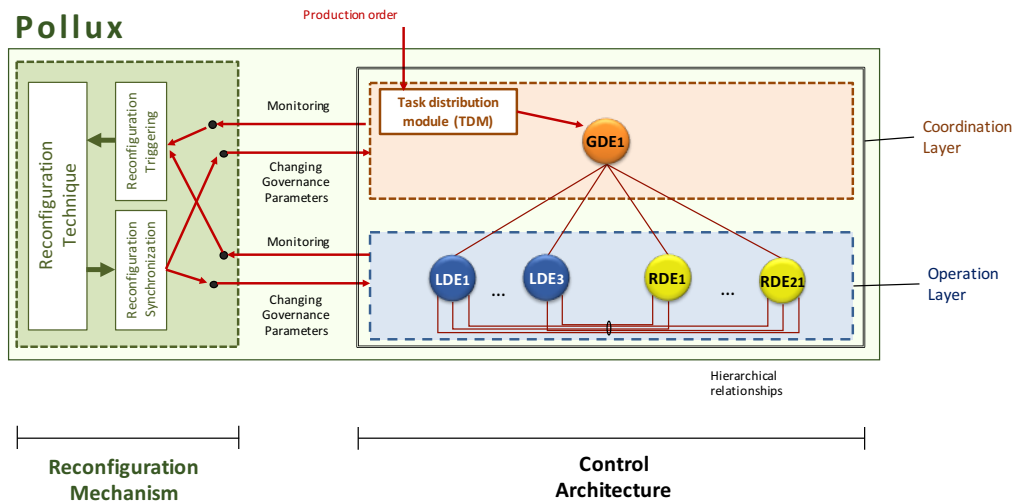 Production order
Pollux
Reconfiguration
Technique
Reconfiguration
Triggering
Reconfiguration
Synchronization
Monitoring
Changing
Governance
Parameters
Monitoring
Changing
Governance
Parameters
Task distribution
module (TDM)
GDE1
Coordination
Layer
LDE1
...
LDE3
RDE1
...
RDE21
Operation
Layer
Hierarchical
relationships
Reconfiguration
Mechanism
Control
Architecture